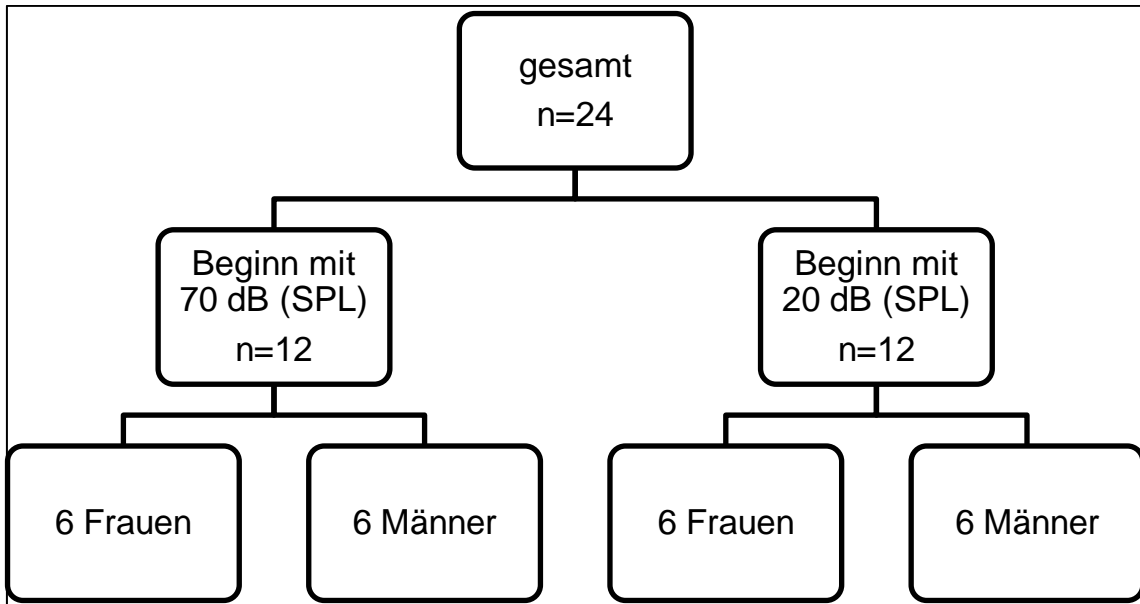 gesamt
n=24
Beginn mit
70 dB (SPL)
n=12
Beginn mit
20 dB (SPL)
n=12
6 Frauen
6 Männer
6 Frauen
6 Männer